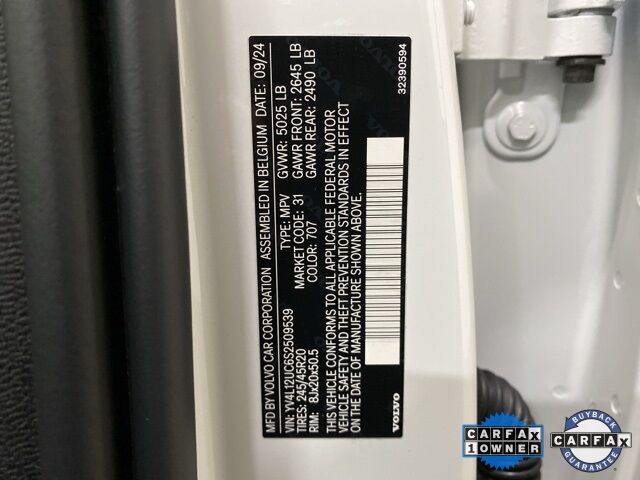 MFD BY VOLVO CAR CORPORATION ASSEMBLED IN BELGIUM DATE: 09/24
VIN: YV4L12UC6S2509539 TYPE: MPV GVWR: 5025 LB
TIRES: 245/45R20 MARKET CODE: 31 GAWR FRONT: 2645 LB
RIM: 8Jx20x50.5 COLOR: 707 GAWR REAR: 2490 LB
THIS VEHICLE CONFORMS TO ALL APPLICABLE FEDERAL MOTOR
VEHICLE SAFETY AND THEFT PREVENTION STANDARDS IN EFFECT
ON THE DATE OF MANUFACTURE SHOWN ABOVE.
VOLVO
32390594
CARFAX
1 OWNER
BUYBACK
CARFAX
GUARANTEE